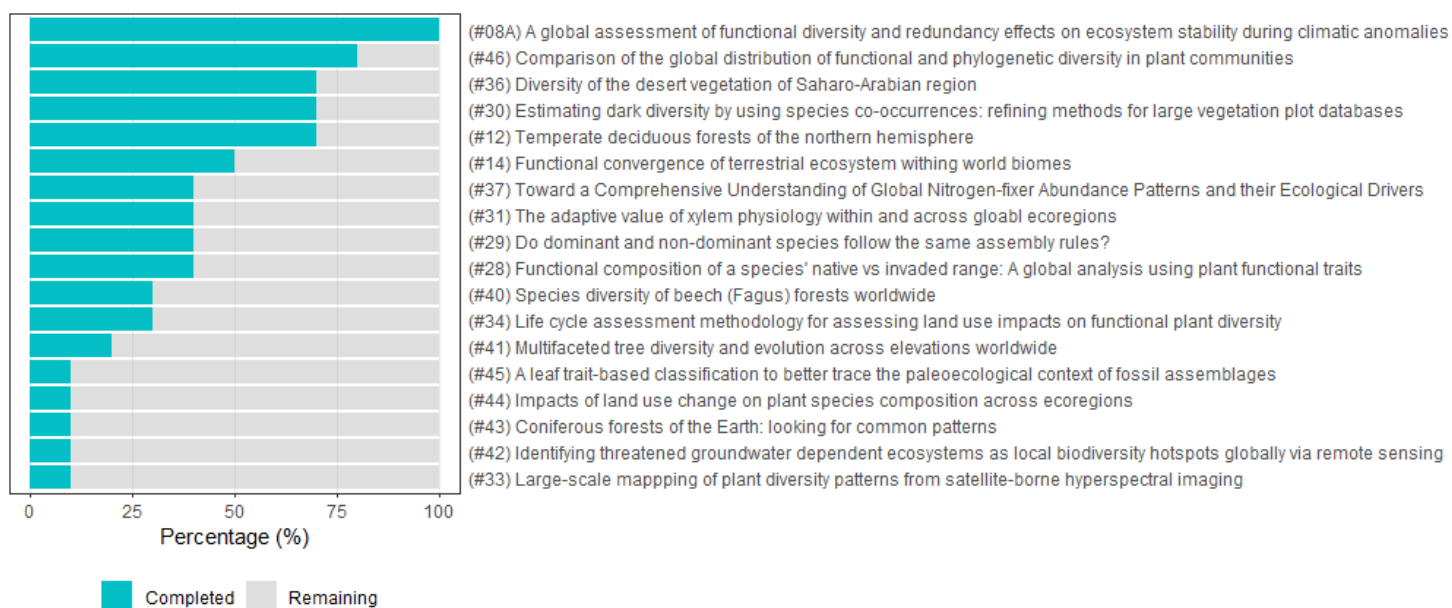 (#08A) A global assessment of functional diversity and redundancy effects on ecosystem stability during climatic anomalies
(#46) Comparison of the global distribution of functional and phylogenetic diversity in plant communities
(#36) Diversity of the desert vegetation of Saharo-Arabian region
(#30) Estimating dark diversity by using species co-occurrences: refining methods for large vegetation plot databases
(#12) Temperate deciduous forests of the northern hemisphere
(#14) Functional convergence of terrestrial ecosystem withing world biomes
(#37) Toward a Comprehensive Understanding of Global Nitrogen-fixer Abundance Patterns and their Ecological Drivers
(#31) The adaptive value of xylem physiology within and across gloabl ecoregions
(#29) Do dominant and non-dominant species follow the same assembly rules?
(#28) Functional composition of a species' native vs invaded range: A global analysis using plant functional traits
(#40) Species diversity of beech (Fagus) forests worldwide
(#34) Life cycle assessment methodology for assessing land use impacts on functional plant diversity
(#41) Multifaceted tree diversity and evolution across elevations worldwide
(#45) A leaf trait-based classification to better trace the paleoecological context of fossil assemblages
(#44) Impacts of land use change on plant species composition across ecoregions
(#43) Coniferous forests of the Earth: looking for common patterns
(#42) Identifying threatened groundwater dependent ecosystems as local biodiversity hotspots globally via remote sensing
(#33) Large-scale mappping of plant diversity patterns from satellite-borne hyperspectral imaging
0 25 50 75 100
Percentage (%)
Completed Remaining